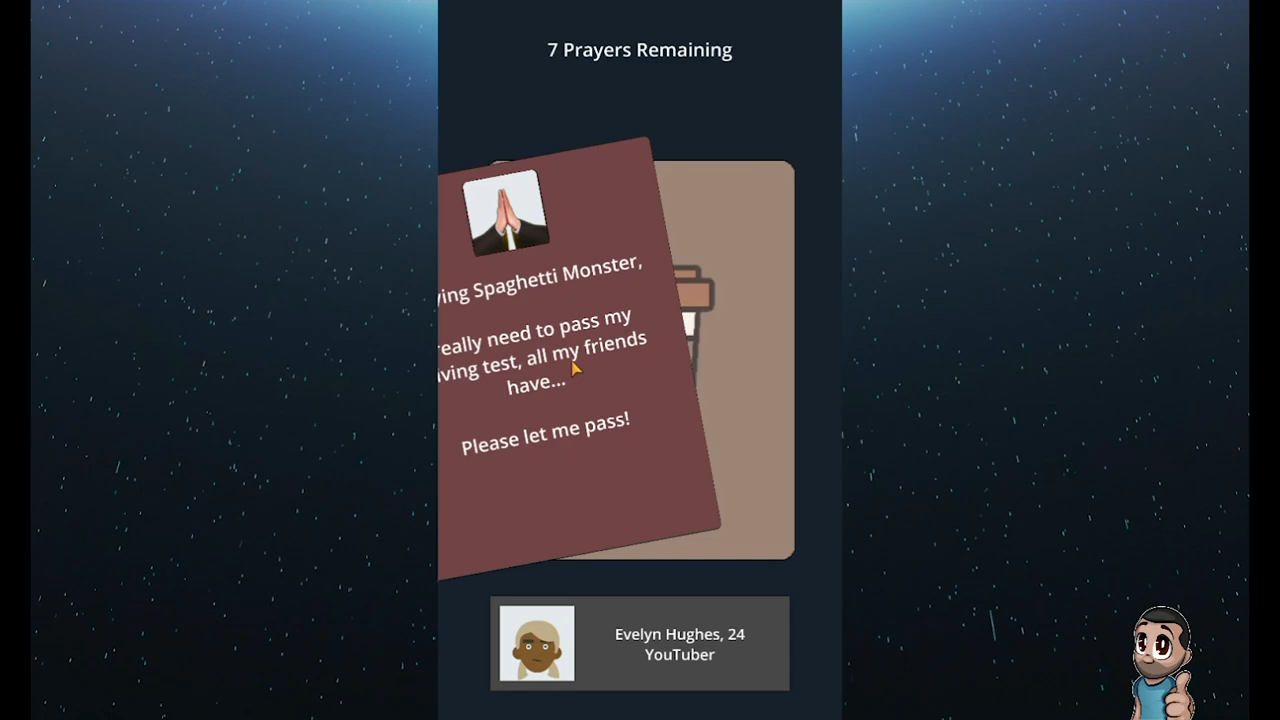 7 Prayers Remaining
ying Spaghetti Monster,
really need to pass my
iving test, all my friends
have...
Please let me pass!
Evelyn Hughes, 24
YouTuber